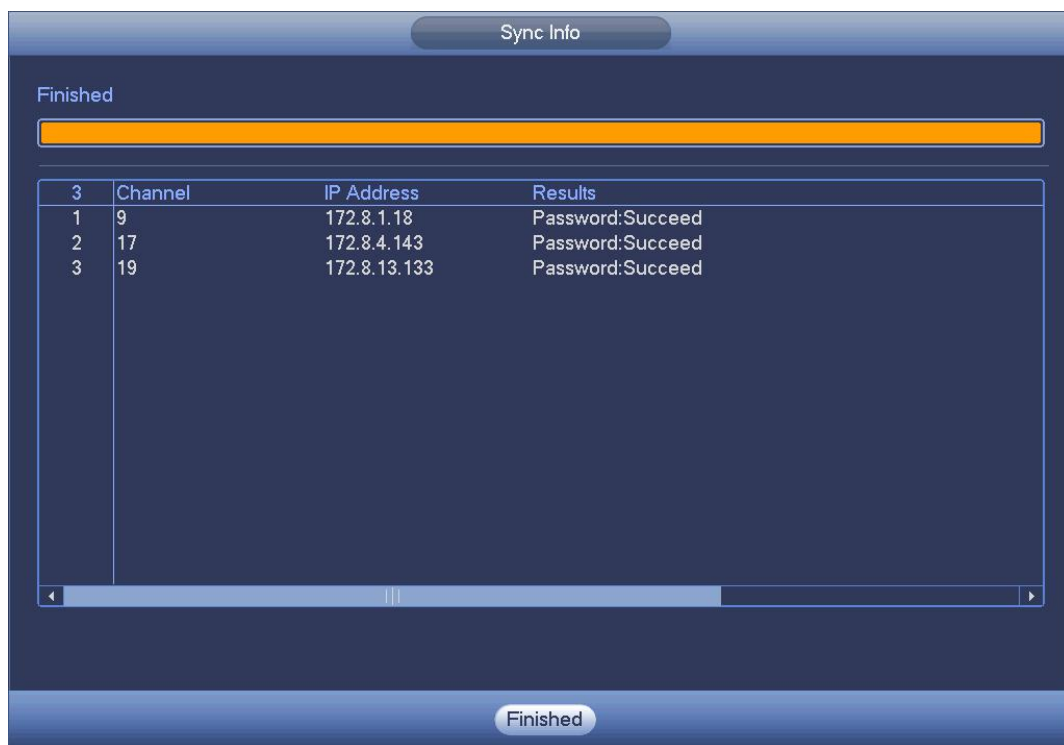 Sync Info
Finished
3 Channel IP Address Results
1 9 172.8.1.18 Password:Succeed
2 17 172.8.4.143 Password:Succeed
3 19 172.8.13.133 Password:Succeed
Finished